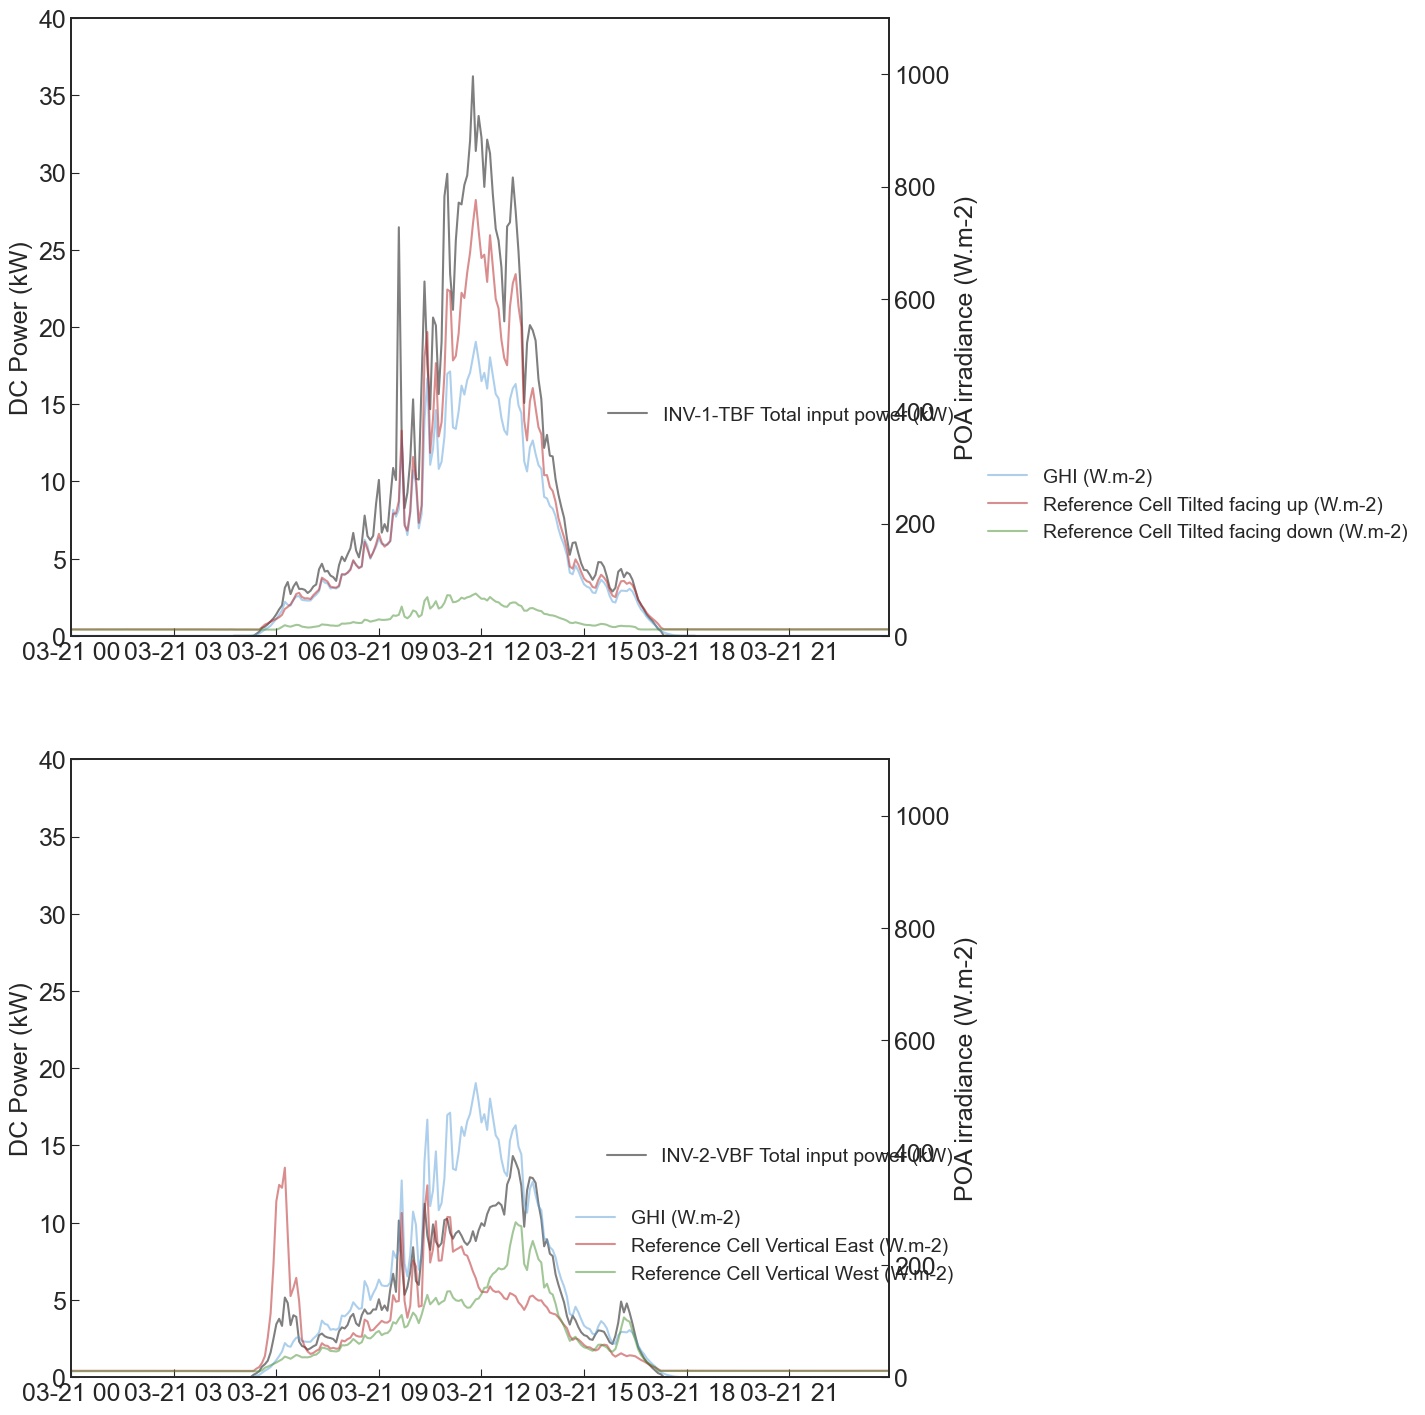 40
35
30
25
20
15
10
5
0
DC Power (kW)
1000
800
600
400
200
0
POA irradiance (W.m-2)
INV-1-TBF Total input power (kW)
GHI (W.m-2)
Reference Cell Tilted facing up (W.m-2)
Reference Cell Tilted facing down (W.m-2)
03-21 00 03-21 03 03-21 06 03-21 09 03-21 12 03-21 15 03-21 18 03-21 21
40
35
30
25
20
15
10
5
0
DC Power (kW)
1000
800
600
400
200
0
POA irradiance (W.m-2)
INV-2-VBF Total input power (kW)
GHI (W.m-2)
Reference Cell Vertical East (W.m-2)
Reference Cell Vertical West (W.m-2)
03-21 00 03-21 03 03-21 06 03-21 09 03-21 12 03-21 15 03-21 18 03-21 21